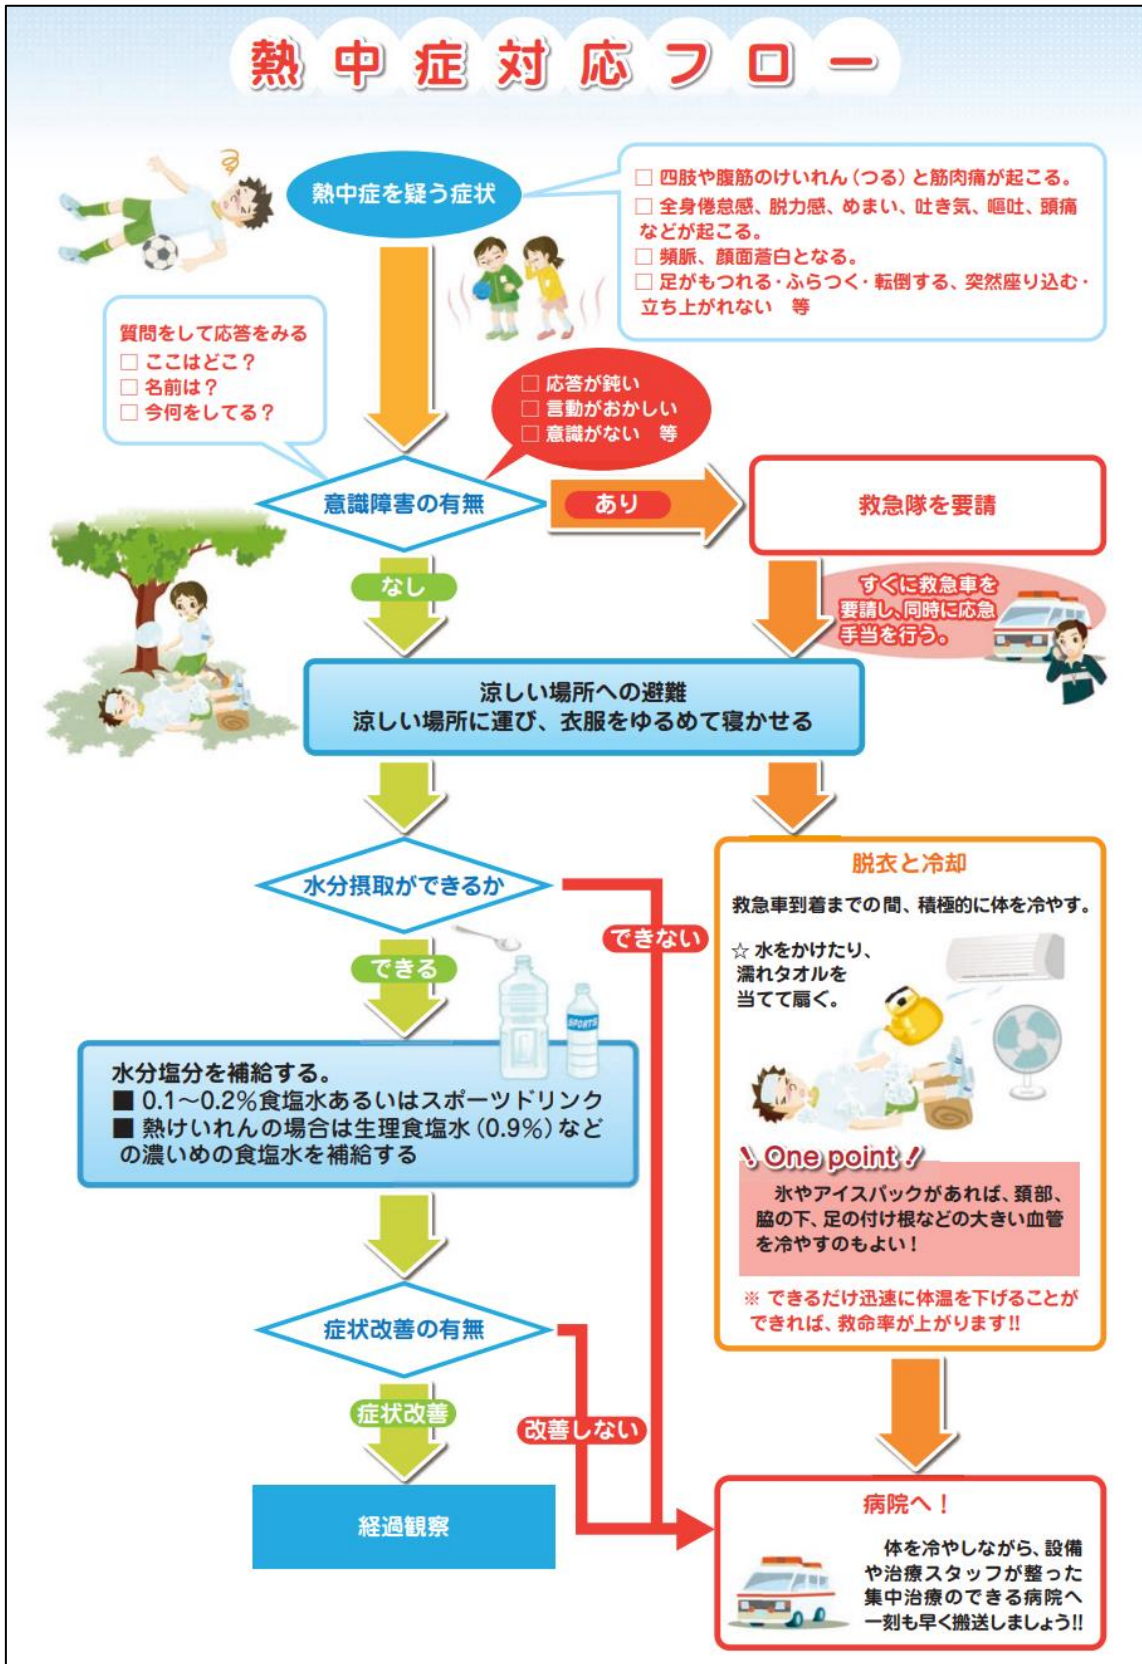 熱中症対応フロー
熱中症を疑う症状
□ 四肢や腹筋のけいれん(つる)と筋肉痛が起こる。
□ 全身倦怠感、脱力感、めまい、吐き気、嘔吐、頭痛
などが起こる。
□ 頻脈、顔面蒼白となる。
□ 足がもつれる・ふらつく・転倒する、突然座り込む・
立ち上がれない 等
質問をして応答をみる
□ ここはどこ?
□ 名前は?
□ 今何をしてる?
□ 応答が鈍い
□ 言動がおかしい
□ 意識がない 等
意識障害の有無
あり
救急隊を要請
なし
すぐに救急車を
要請し、同時に応急
手当を行う。
涼しい場所への避難
涼しい場所に運び、衣服をゆるめて寝かせる
水分摂取ができるか
できない
できる
SPORTS
水分塩分を補給する。
■ 0.1〜0.2%食塩水あるいはスポーツドリンク
■ 熱けいれんの場合は生理食塩水(0.9%)など
の濃いめの食塩水を補給する
脱衣と冷却
救急車到着までの間、積極的に体を冷やす。
☆ 水をかけたり、
濡れタオルを
当てて扇ぐ。
One point !
氷やアイスパックがあれば、頚部、
脇の下、足の付け根などの大きい血管
を冷やすのもよい!
※ できるだけ迅速に体温を下げることが
できれば、救命率が上がります!!
症状改善の有無
症状改善
改善しない
経過観察
病院へ!
体を冷やしながら、設備
や治療スタッフが整った
集中治療のできる病院へ
一刻も早く搬送しましょう!!